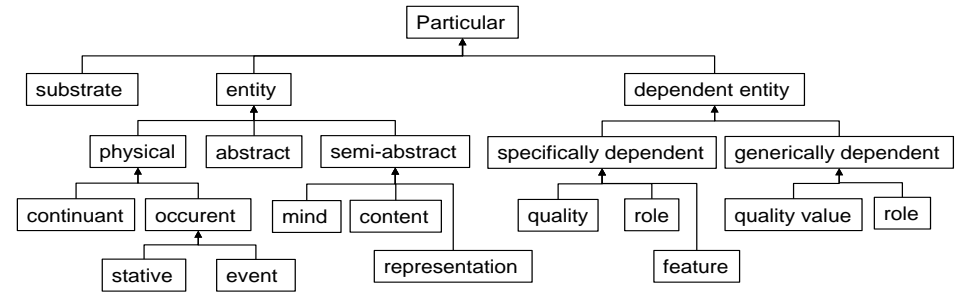 Particular
substrate
entity
dependent entity
physical
abstract
semi-abstract
specifically dependent
generically dependent
continuant
occurent
mind
content
quality
role
quality value
role
stative
event
representation
feature